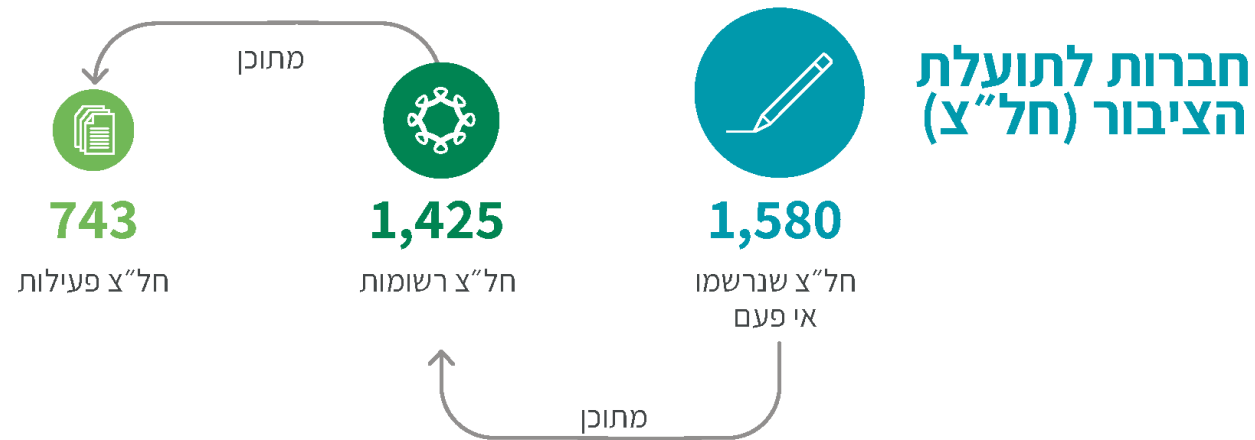 חברות לתועלת
הציבור (חל״צ)
1,580
חל״צ שנרשמו
אי פעם
מתוכן
1,425
חל״צ רשומות
מתוכן
743
חל״צ פעילות